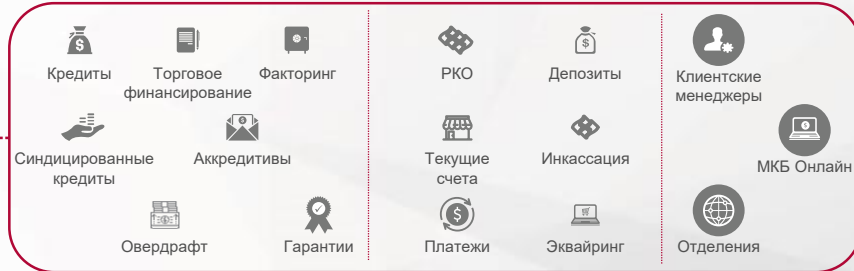 Кредиты
Торговое
финансирование
Факторинг
Синдицированные
кредиты
Аккредитивы
Овердрафт
Гарантии
РКО
Депозиты
Текущие
счета
Инкассация
Платежи
Эквайринг
Клиентские
менеджеры
МКБ Онлайн
Отделения